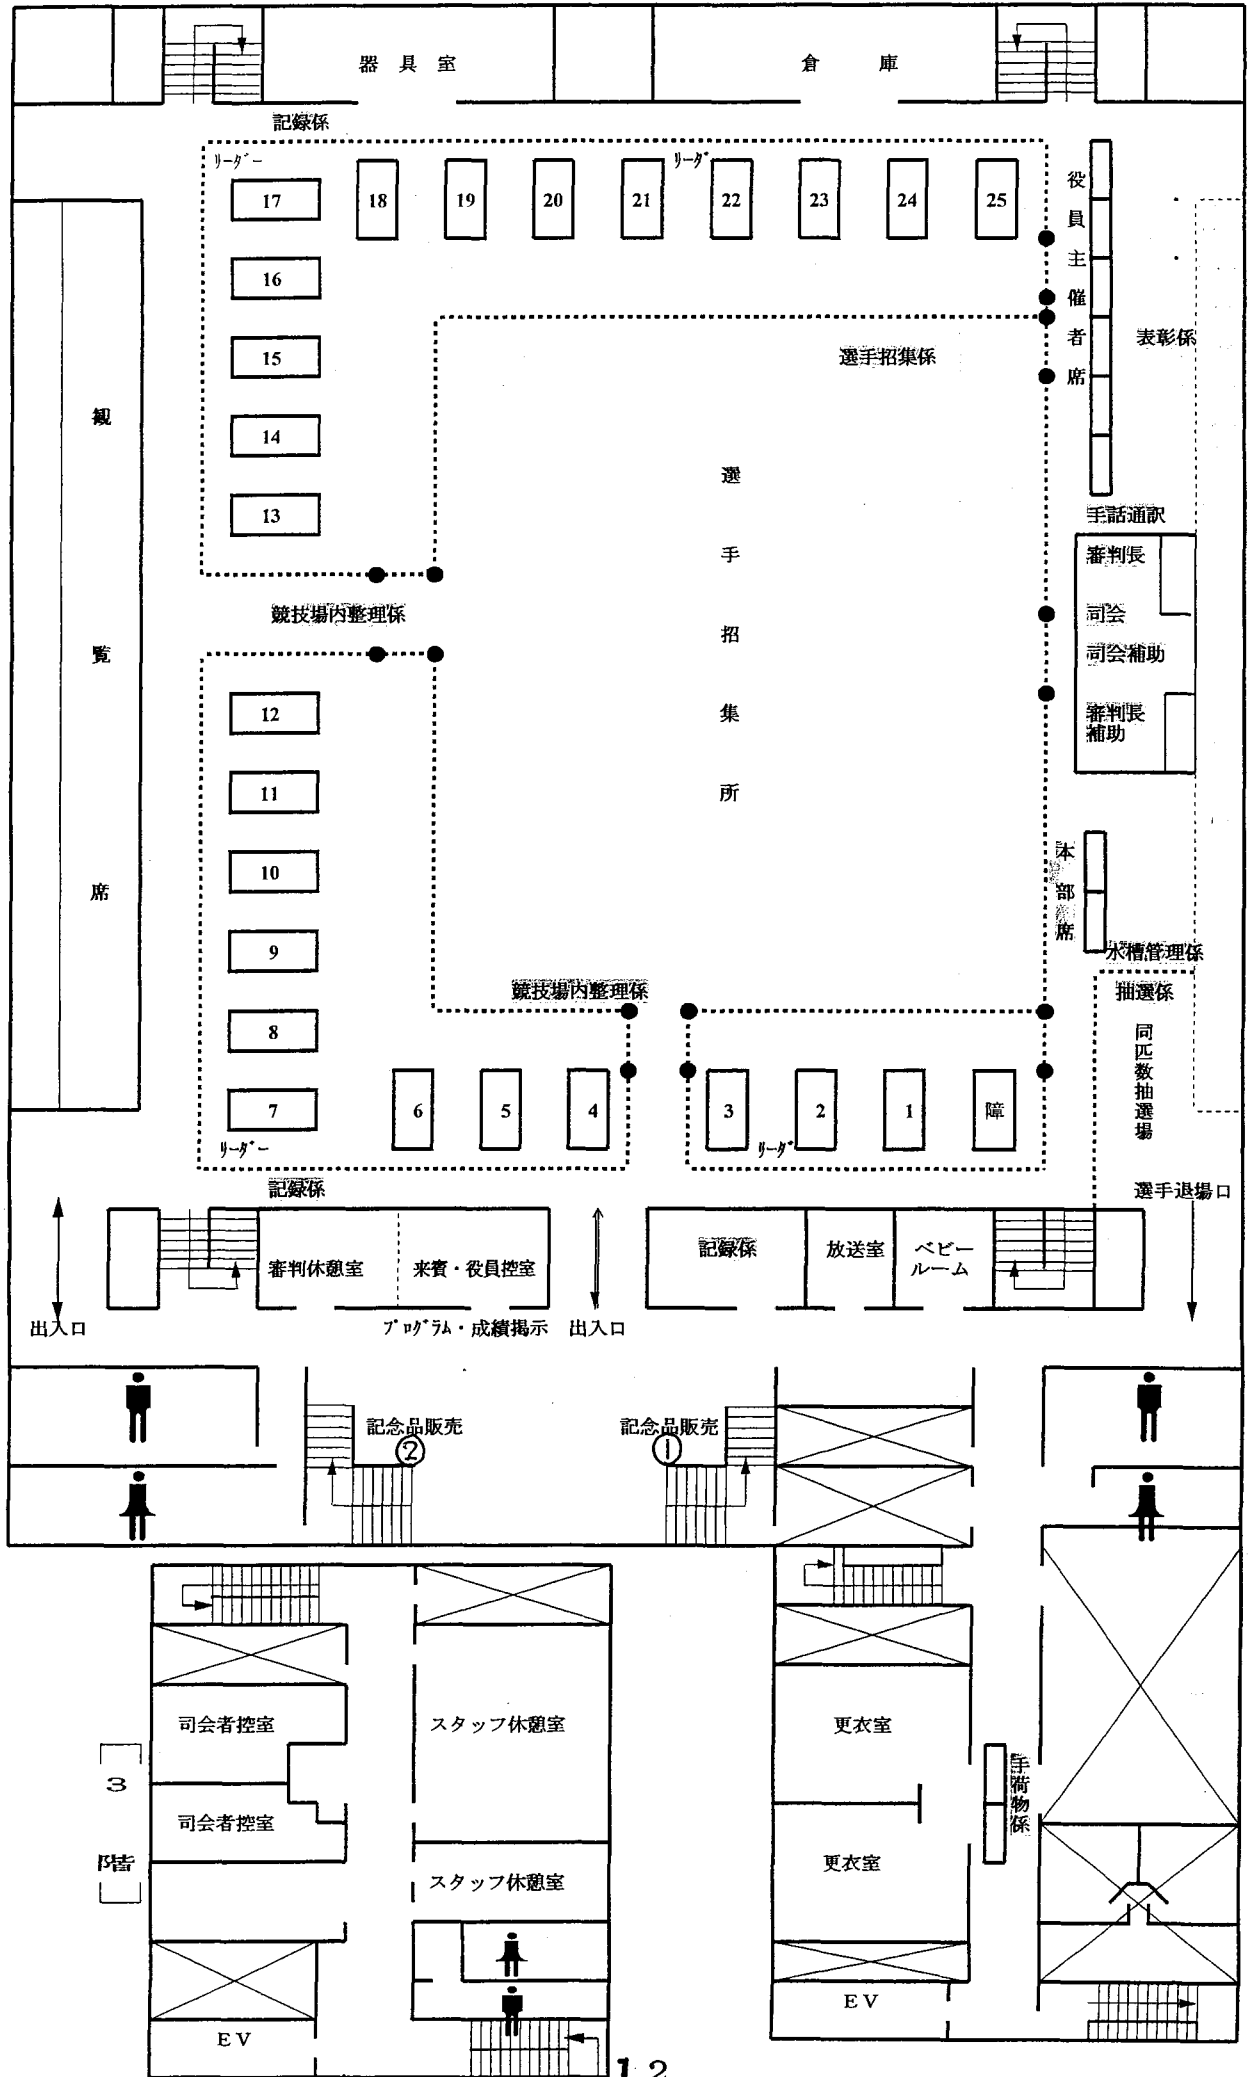 器具室
倉庫
記録係
リーダー
リーダ
17
18
19
20
21
22
23
24
25
16
15
14
13
役員主催者席
表彰係
選手招集係
観覧席
選手招集所
手話通訳
審判長
司会
司会補助
審判長
補助
競技場内整理係
12
11
10
9
8
7
本部席
水槽管理係
抽選係
同匹数抽選場
競技場内整理係
6
5
4
3
2
1
障
リーダー
リーダ
記録係
選手退場口
審判休憩室
来賓・役員控室
記録係
放送室
ベビー
ルーム
出入口
プログラム・成績掲示
出入口
記念品販売
②
記念品販売
①
司会者控室
スタッフ休憩室
更衣室
3階
手荷物係
司会者控室
スタッフ休憩室
更衣室
EV
EV
12